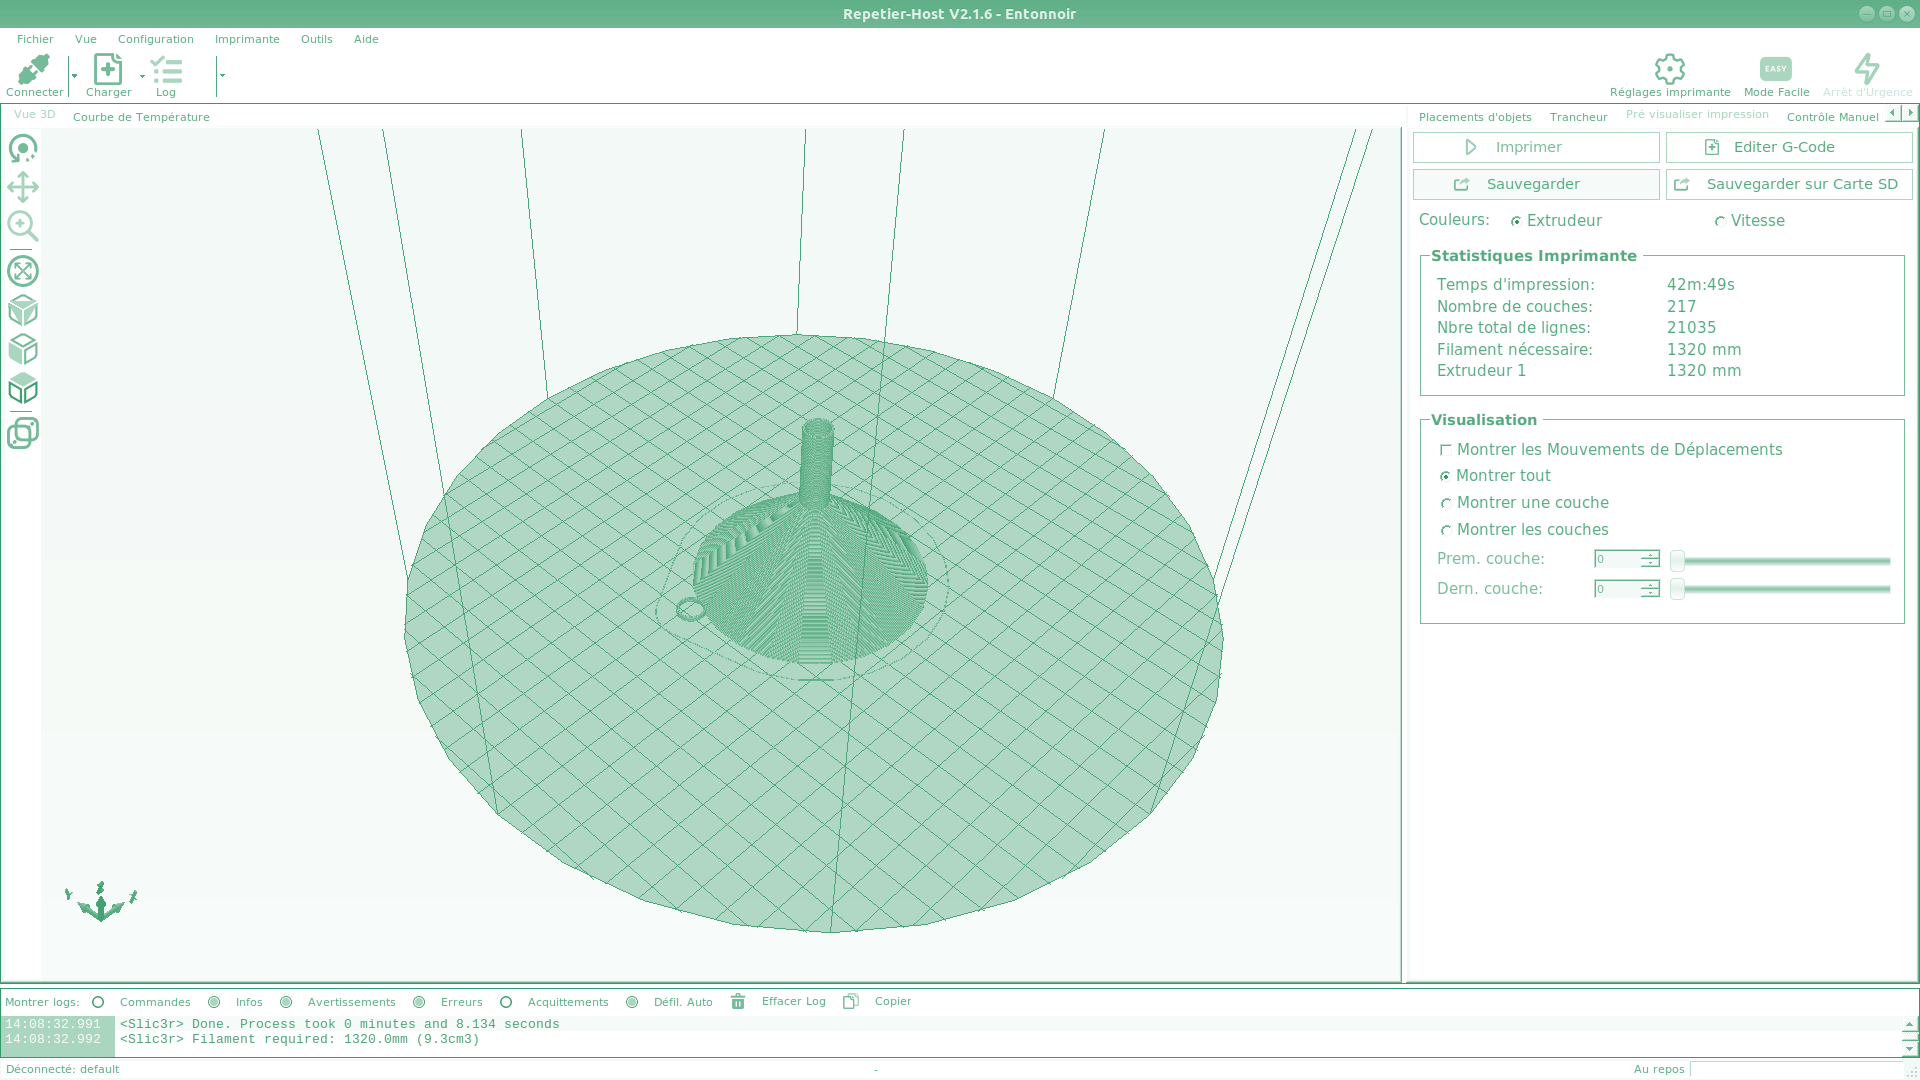 Repetier-Host V2.1.6 - Entonnoir
Fichier Vue Configuration Imprimante Outils Aide
EASY
Connecter Charger Log Réglages imprimante Mode Facile Arrêt d'Urgence
Vue 3D Courbe de Température
Placements d'objets Trancheur Pré visualiser impression Contrôle Manuel
Imprimer Editer G-Code
Sauvegarder Sauvegarder sur Carte SD
Couleurs: Extrudeur Vitesse
Statistiques Imprimante
Temps d'impression: 42m:49s
Nombre de couches: 217
Nbre total de lignes: 21035
Filament nécessaire: 1320 mm
Extrudeur 1 1320 mm
Visualisation
Montrer les Mouvements de Déplacements
Montrer tout
Montrer une couche
Montrer les couches
Prem. couche: 0
Dern. couche: 0
Montrer logs: Commandes Infos Avertissements Erreurs Acquittements Défil. Auto Effacer Log Copier
14:08:32.991 <Slic3r> Done. Process took 0 minutes and 8.134 seconds
14:08:32.992 <Slic3r> Filament required: 1320.0mm (9.3cm3)
Déconnecté: default - Au repos